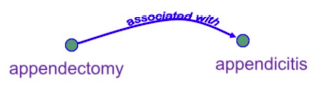 associated with
appendectomy
appendicitis